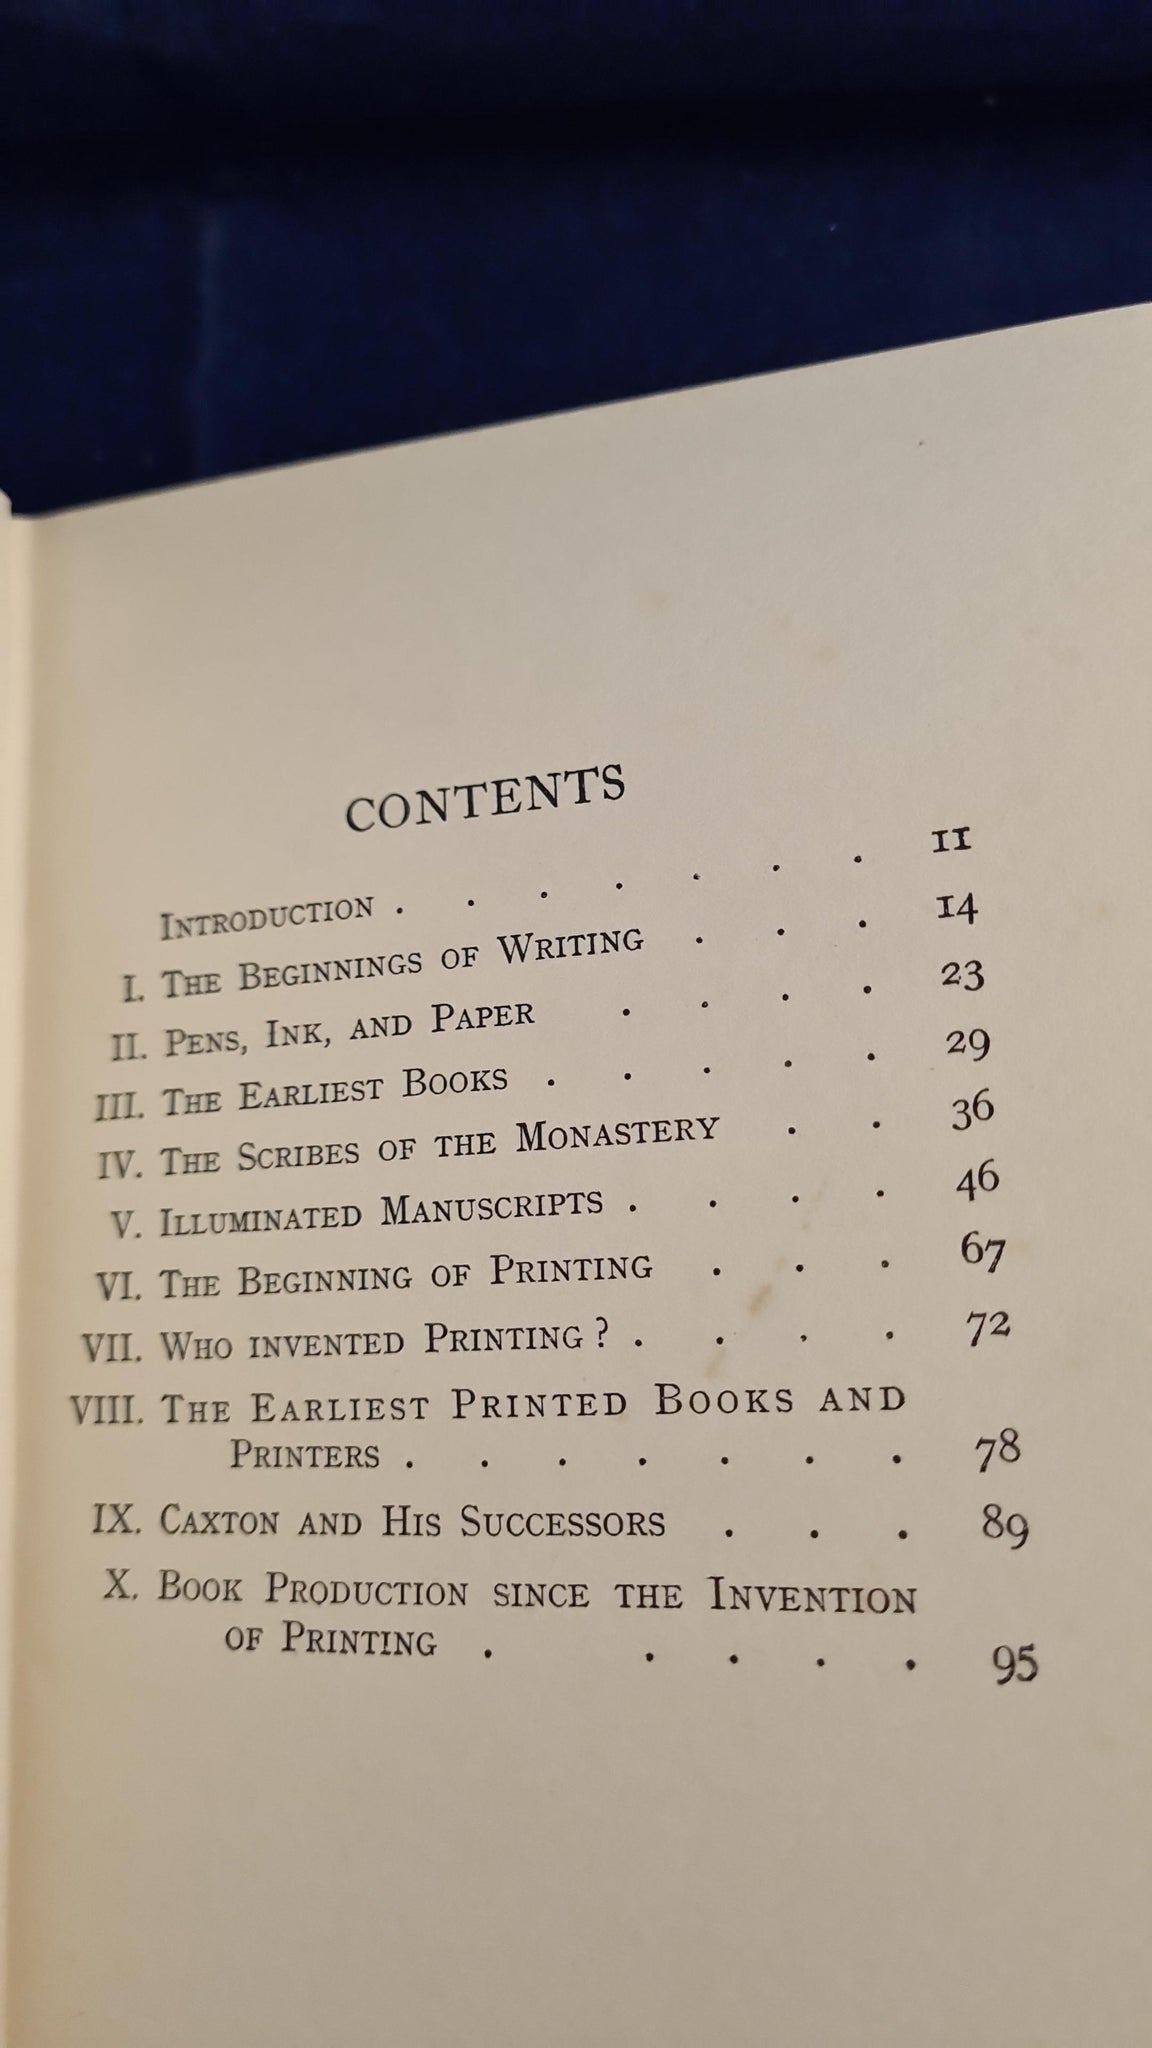 CONTENTS
INTRODUCTION . . . . . . . 11
I. THE BEGINNINGS OF WRITING . . . 14
II. PENS, INK, AND PAPER . . . . 23
III. THE EARLIEST BOOKS . . . . . 29
IV. THE SCRIBES OF THE MONASTERY . . 36
V. ILLUMINATED MANUSCRIPTS . . . . 46
VI. THE BEGINNING OF PRINTING . . . 67
VII. WHO INVENTED PRINTING? . . . . 72
VIII. THE EARLIEST PRINTED BOOKS AND
PRINTERS . . . . . . . 78
IX. CAXTON AND HIS SUCCESSORS . . . 89
X. BOOK PRODUCTION SINCE THE INVENTION
OF PRINTING . . . . . 95